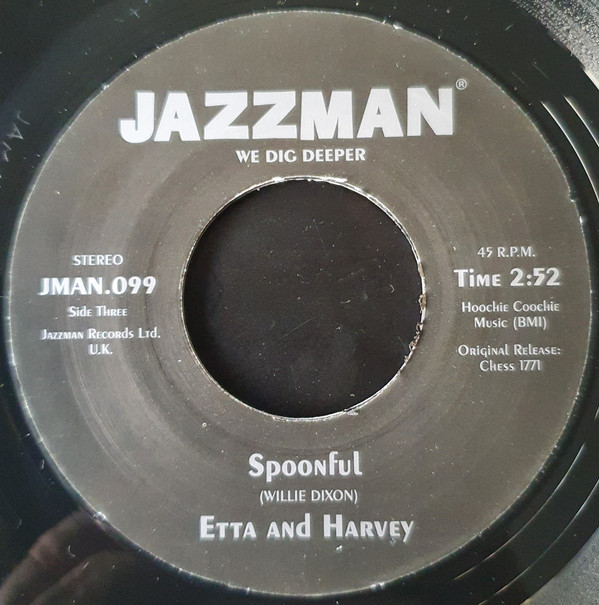 JAZZMAN®
WE DIG DEEPER
STEREO
JMAN.099
Side Three
Jazzman Records Ltd.
U.K.
45 R.P.M.
Time 2:52
Hoochie Coochie
Music (BMI)
Original Release:
Chess 1771
Spoonful
(WILLIE DIXON)
Etta and Harvey